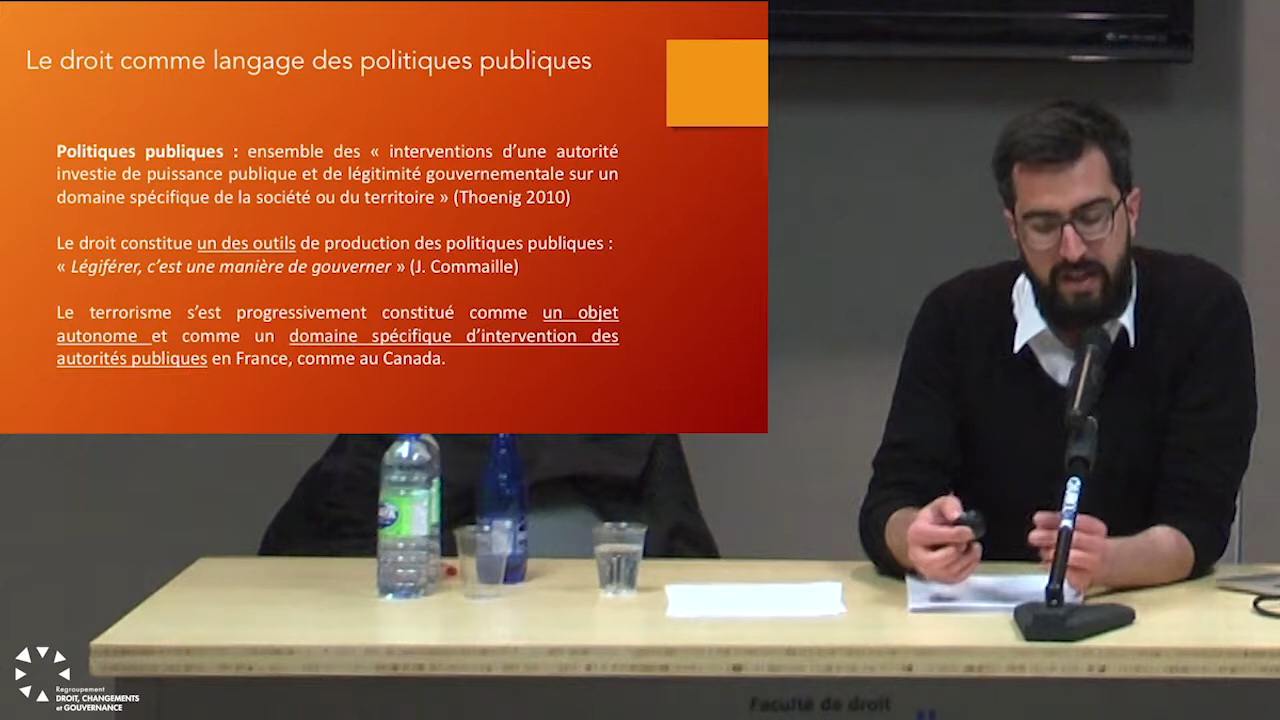 Le droit comme langage des politiques publiques
Politiques publiques : ensemble des « interventions d'une autorité
investie de puissance publique et de légitimité gouvernementale sur un
domaine spécifique de la société ou du territoire » (Thoenig 2010)
Le droit constitue un des outils de production des politiques publiques :
« Légiférer, c'est une manière de gouverner » (J. Commaille)
Le terrorisme s'est progressivement constitué comme un objet
autonome et comme un domaine spécifique d'intervention des
autorités publiques en France, comme au Canada.
Regroupement
DROIT, CHANGEMENTS
et GOUVERNANCE
Faculté de droit